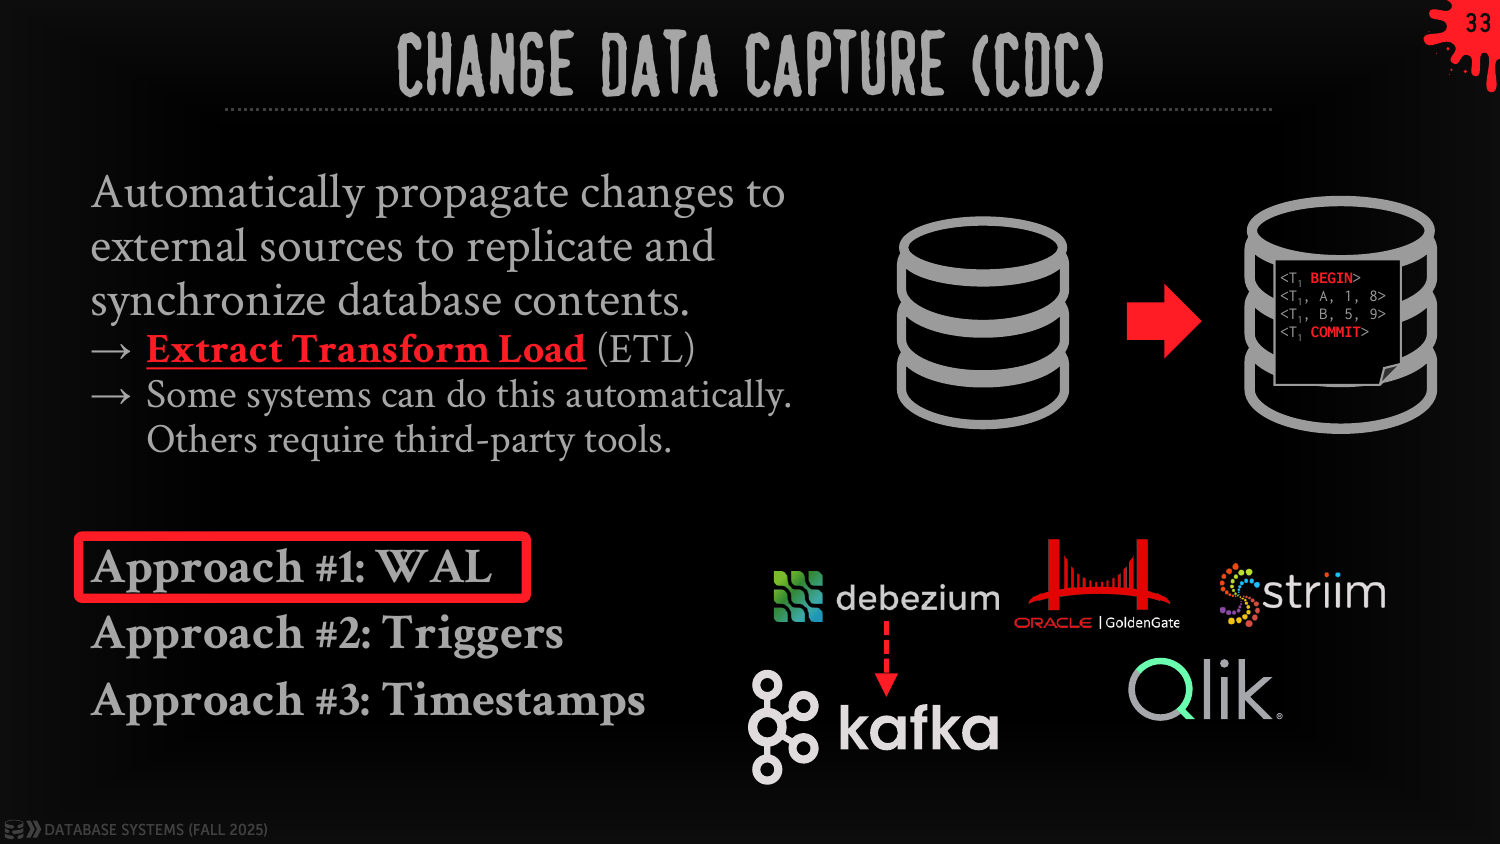 33
CHANGE DATA CAPTURE (CDC)
Automatically propagate changes to
external sources to replicate and
synchronize database contents.
→ Extract Transform Load (ETL)
→ Some systems can do this automatically.
Others require third-party tools.
<T1 BEGIN>
<T1, A, 1, 8>
<T1, B, 5, 9>
<T1 COMMIT>
Approach #1: WAL
Approach #2: Triggers
Approach #3: Timestamps
debezium
ORACLE | GoldenGate
striim
kafka
Qlik®
DATABASE SYSTEMS (FALL 2025)